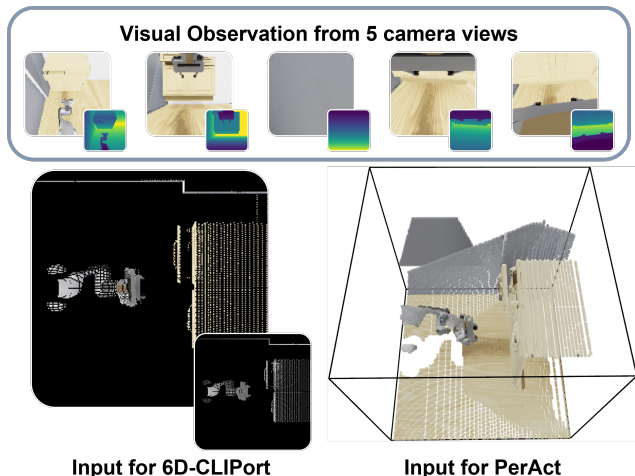 Visual Observation from 5 camera views
Input for 6D-CLIPort
Input for PerAct